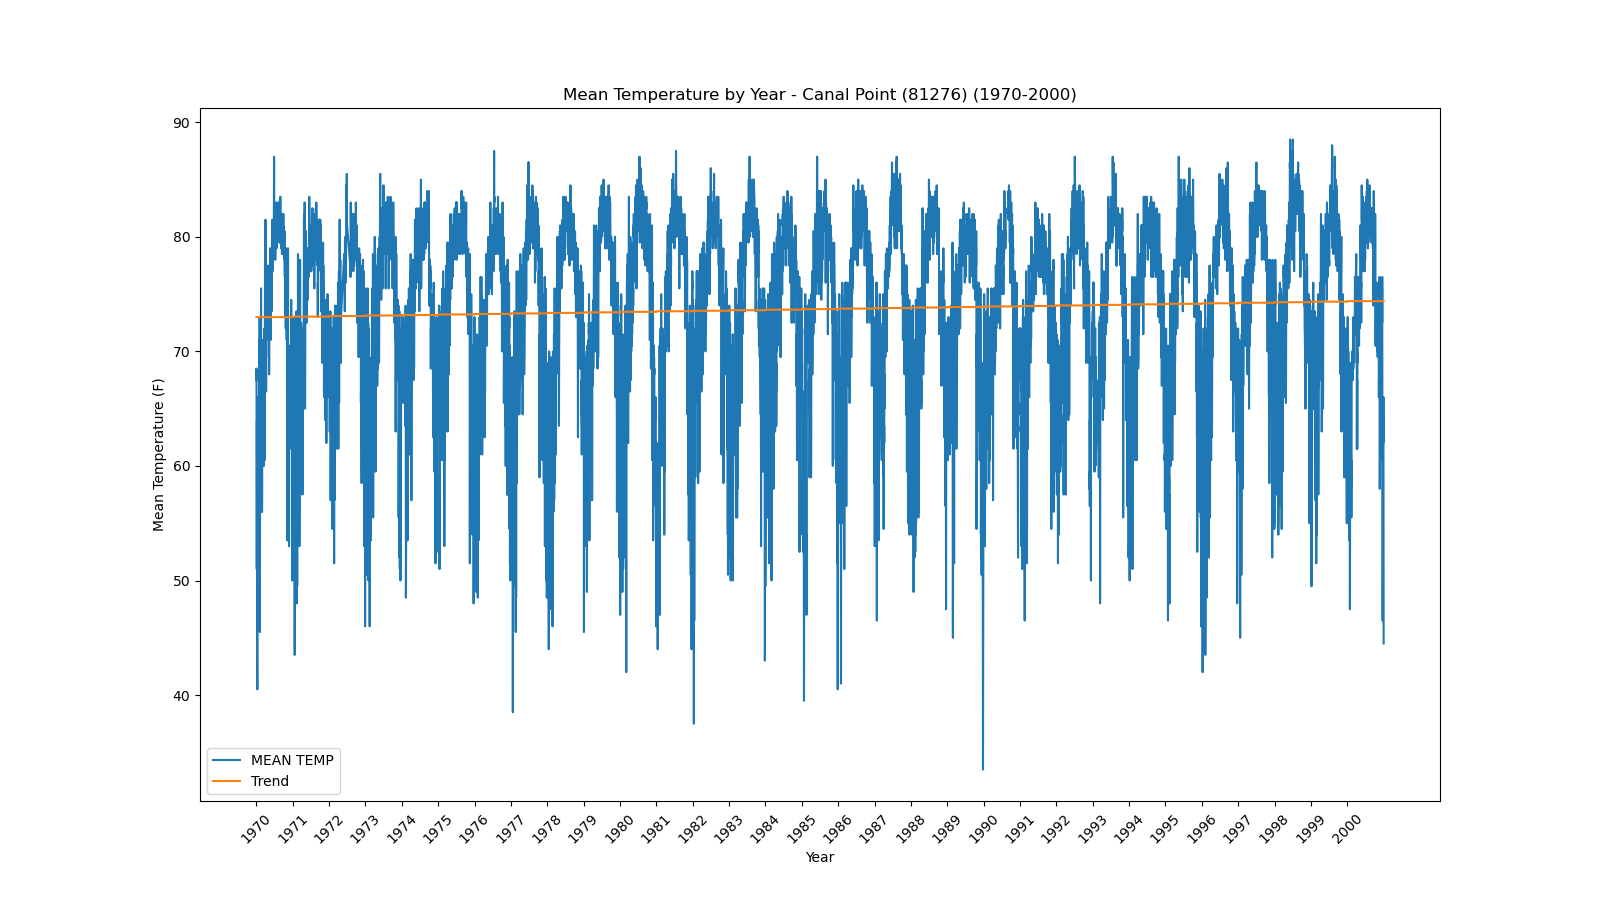 Mean Temperature by Year - Canal Point (81276) (1970-2000)
90
80
70
60
50
40
Mean Temperature (F)
MEAN TEMP
Trend
1970 1971 1972 1973 1974 1975 1976 1977 1978 1979 1980 1981 1982 1983 1984 1985 1986 1987 1988 1989 1990 1991 1992 1993 1994 1995 1996 1997 1998 1999 2000
Year